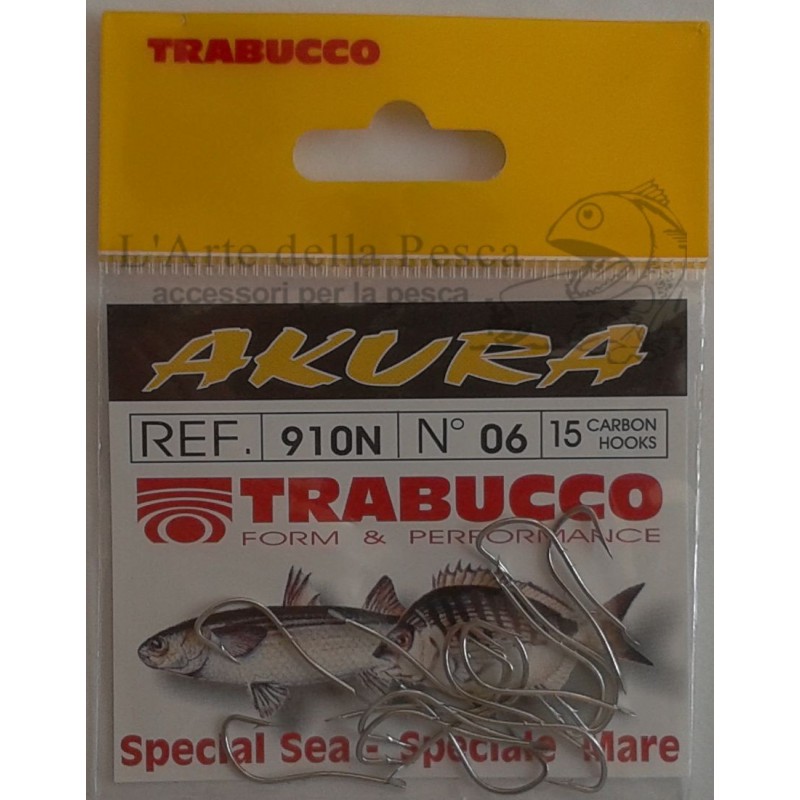 TRABUCCO
L'Arte della Pesca
accessori per la pesca
AKURA
REF. 910N N° 06 15 CARBON HOOKS
TRABUCCO
FORM & PERFORMANCE
Special Sea - Speciale Mare